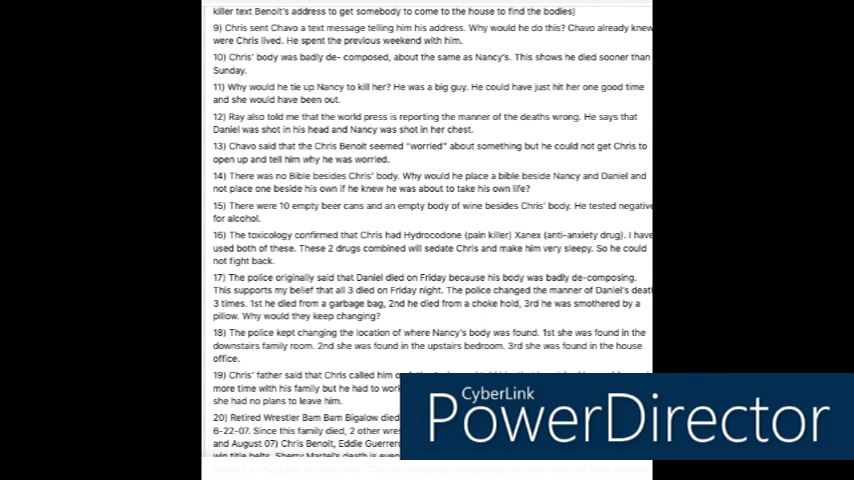 killer text Benoit's address to get somebody to come to the house to find the bodies)
9) Chris sent Chavo a text message telling him his address. Why would he do this? Chavo already knew
were Chris lived. He spent the previous weekend with him.
10) Chris' body was badly de- composed, about the same as Nancy's. This shows he died sooner than
Sunday.
11) Why would he tie up Nancy to kill her? He was a big guy. He could have just hit her one good time
and she would have been out.
12) Ray also told me that the world press is reporting the manner of the deaths wrong. He says that
Daniel was shot in his head and Nancy was shot in her chest.
13) Chavo said that the Chris Benoit seemed "worried" about something but he could not get Chris to
open up and tell him why he was worried.
14) There was no Bible besides Chris' body. Why would he place a bible beside Nancy and Daniel and
not place one beside his own if he knew he was about to take his own life?
15) There were 10 empty beer cans and an empty body of wine besides Chris' body. He tested negative
for alcohol.
16) The toxicology confirmed that Chris had Hydrocodone (pain killer) Xanex (anti-anxiety drug). I have
used both of these. These 2 drugs combined will sedate Chris and make him very sleepy. So he could
not fight back.
17) The police originally said that Daniel died on Friday because his body was badly de-composing.
This supports my belief that all 3 died on Friday night. The police changed the manner of Daniel's death
3 times. 1st he died from a garbage bag, 2nd he died from a choke hold, 3rd he was smothered by a
pillow. Why would they keep changing?
18) The police kept changing the location of where Nancy's body was found. 1st she was found in the
downstairs family room. 2nd she was found in the upstairs bedroom. 3rd she was found in the house
office.
19) Chris' father said that Chris called him
more time with his family but he had to work
she had no plans to leave him.
20) Retired Wrestler Bam Bam Bigalow died
6-22-07. Since this family died, 2 other
and August 07) Chris Benoit, Eddie Guerrero
win title belts. Sherry Martel's death is even
CyberLink
PowerDirector